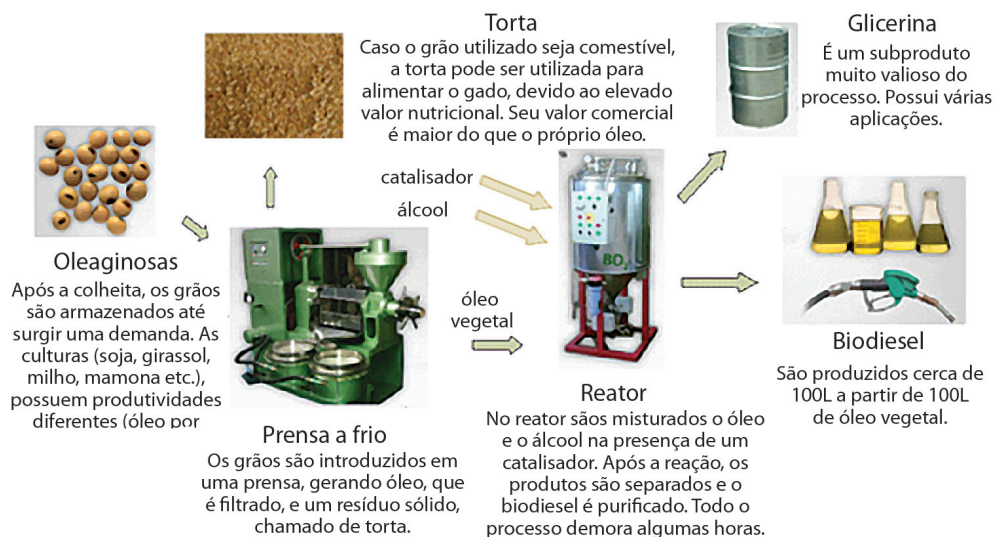 Torta
Caso o grão utilizado seja comestível,
a torta pode ser utilizada para
alimentar o gado, devido ao elevado
valor nutricional. Seu valor comercial
é maior do que o próprio óleo.
Glicerina
É um subproduto
muito valioso do
processo. Possui várias
aplicações.
catalisador
álcool
Oleaginosas
Após a colheita, os grãos
são armazenados até
surgir uma demanda. As
culturas (soja, girassol,
milho, mamona etc.),
possuem produtividades
diferentes (óleo por
Prensa a frio
Os grãos são introduzidos em
uma prensa, gerando óleo, que
é filtrado, e um resíduo sólido,
chamado de torta.
óleo
vegetal
BO
Reator
No reator sãos misturados o óleo
e o álcool na presença de um
catalisador. Após a reação, os
produtos são separados e o
biodiesel é purificado. Todo o
processo demora algumas horas.
Biodiesel
São produzidos cerca de
100L a partir de 100L
de óleo vegetal.